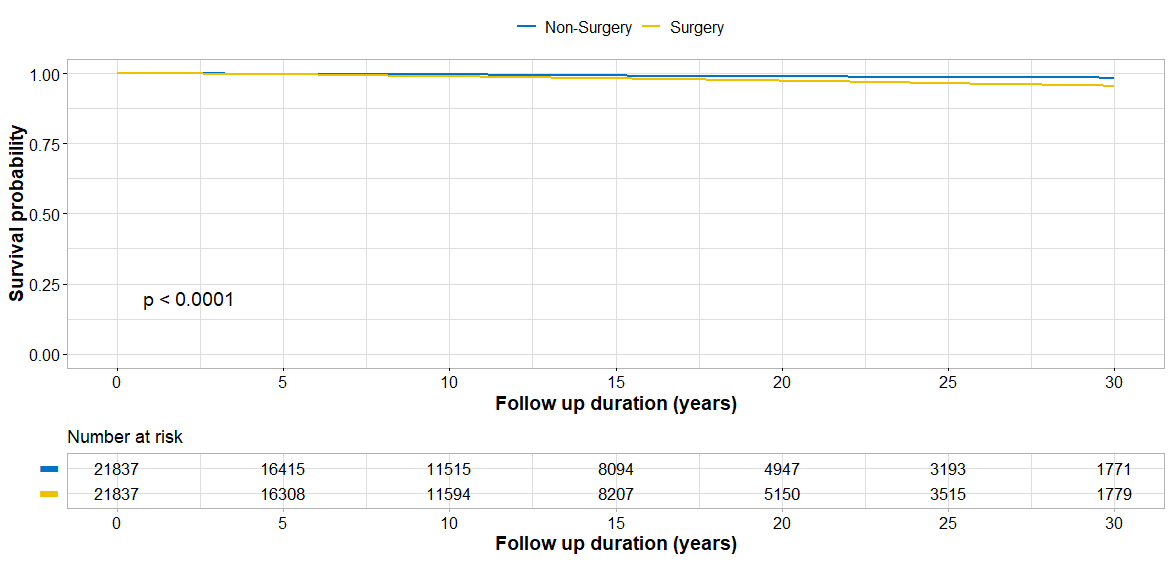 Non-Surgery Surgery
Survival probability
1.00
0.75
0.50
0.25
0.00
p < 0.0001
0 5 10 15 20 25 30
Follow up duration (years)
Number at risk
21837 16415 11515 8094 4947 3193 1771
21837 16308 11594 8207 5150 3515 1779
0 5 10 15 20 25 30
Follow up duration (years)